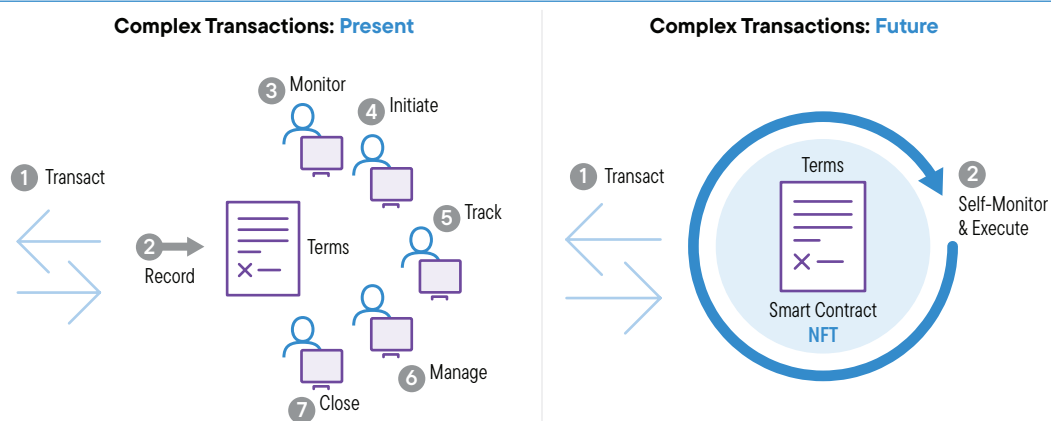 Complex Transactions: Present
3 Monitor
4 Initiate
1 Transact
5 Track
2
Record
Terms
6 Manage
7 Close
Complex Transactions: Future
1 Transact
Terms
Smart Contract
NFT
2
Self-Monitor
& Execute